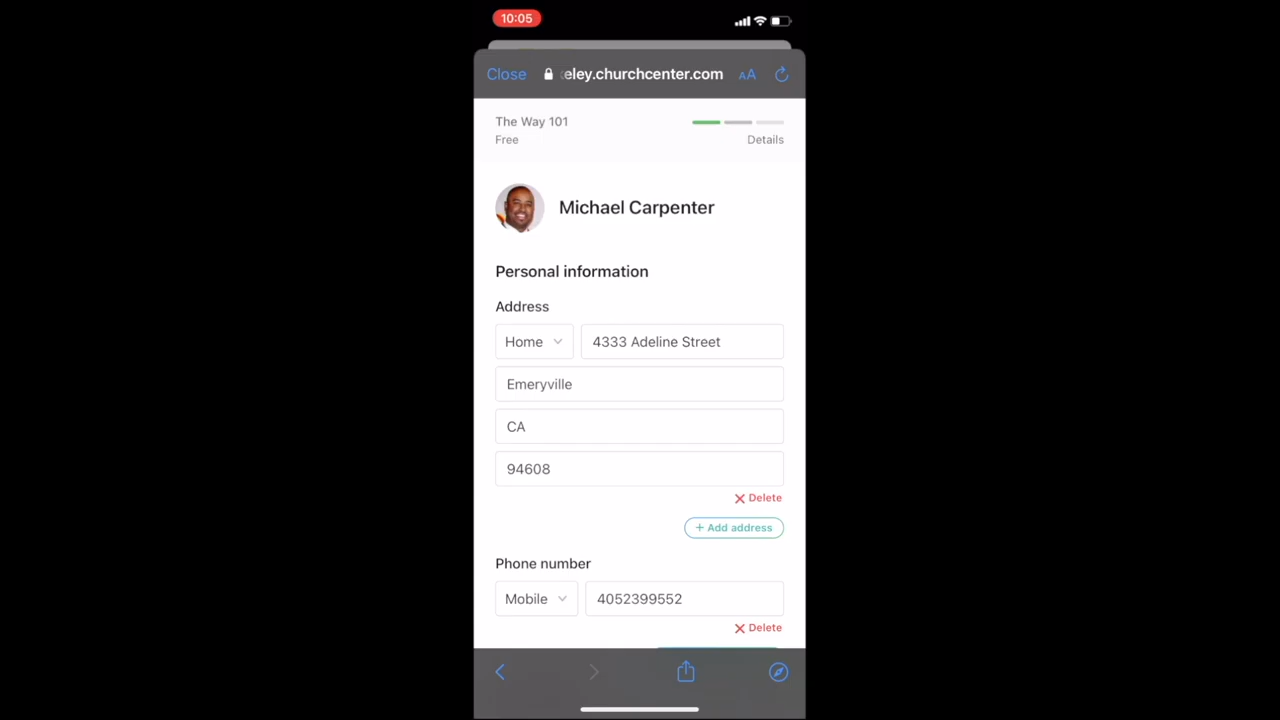 10:05
Close eley.churchcenter.com AA
The Way 101
Free Details
Michael Carpenter
Personal information
Address
Home 4333 Adeline Street
Emeryville
CA
94608
Delete
+ Add address
Phone number
Mobile 4052399552
Delete